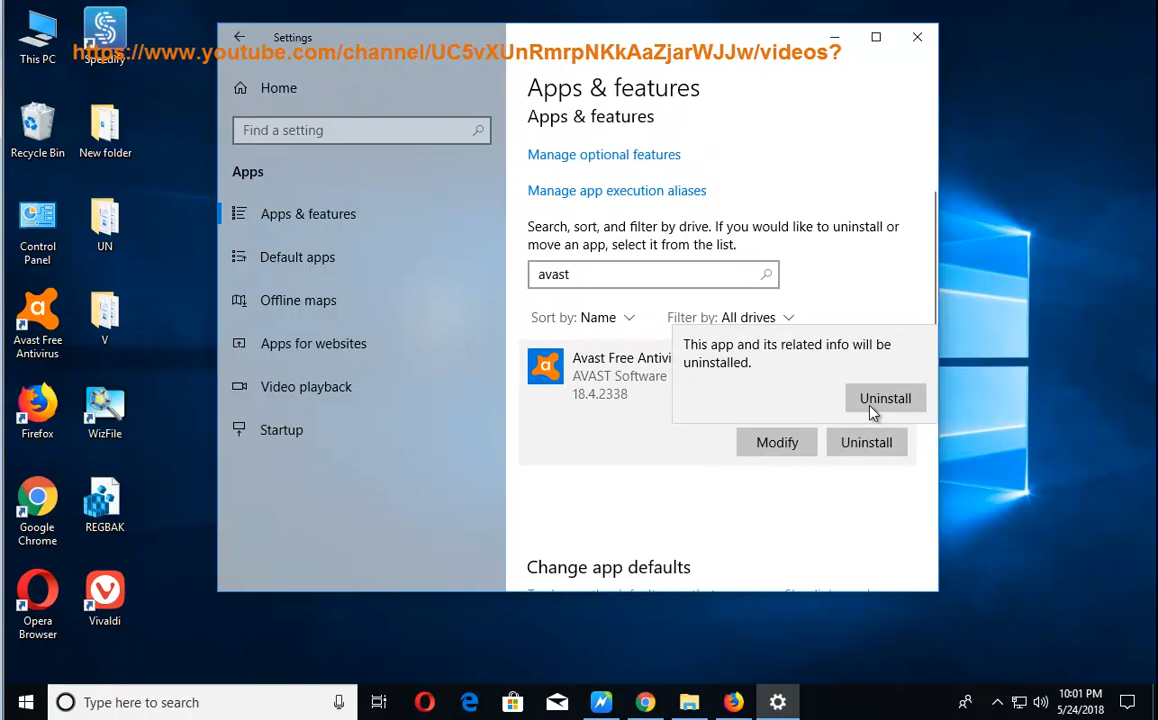 This PC
Speedify
Recycle Bin
New folder
Control
Panel
UN
Avast Free
Antivirus
V
Firefox
WizFile
Google
Chrome
REGBAK
Opera
Browser
Vivaldi
Settings
https://www.youtube.com/channel/UC5vXUnRmrpNKkAaZjarWJJw/videos?
Home
Find a setting
Apps
Apps & features
Default apps
Offline maps
Apps for websites
Video playback
Startup
Apps & features
Apps & features
Manage optional features
Manage app execution aliases
Search, sort, and filter by drive. If you would like to uninstall or
move an app, select it from the list.
avast
Sort by: Name
Filter by: All drives
Avast Free Antivi
AVAST Software
18.4.2338
This app and its related info will be
uninstalled.
Uninstall
Modify
Uninstall
Change app defaults
Type here to search
10:01 PM
5/24/2018